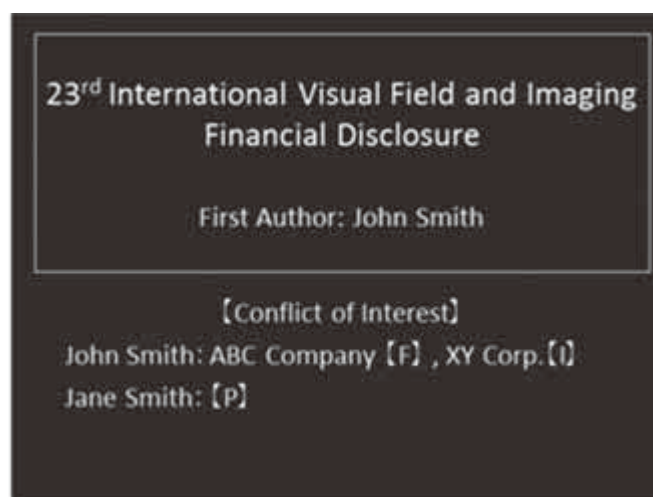 23rd International Visual Field and Imaging
Financial Disclosure
First Author: John Smith
【Conflict of Interest】
John Smith: ABC Company【F】, XY Corp.【I】
Jane Smith:【P】